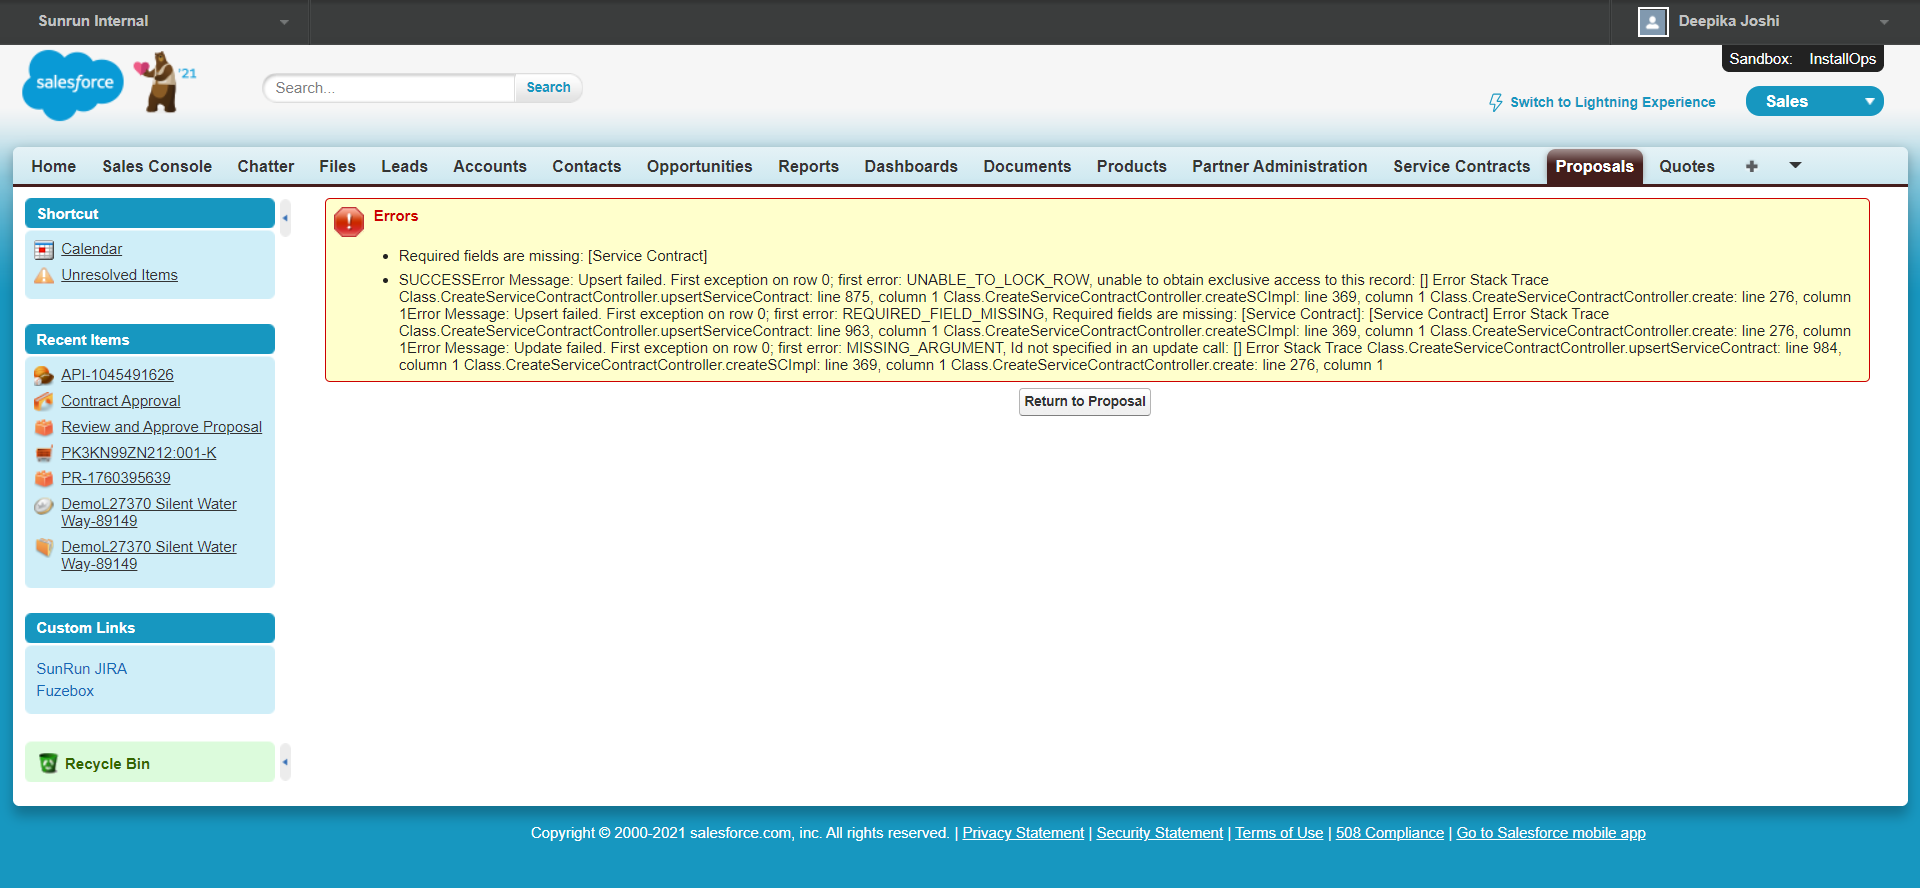 Sunrun Internal
Deepika Joshi
salesforce
'21
Search...
Search
Sandbox: InstallOps
Switch to Lightning Experience
Sales
Home Sales Console Chatter Files Leads Accounts Contacts Opportunities Reports Dashboards Documents Products Partner Administration Service Contracts Proposals Quotes +
Shortcut
Calendar
Unresolved Items
Recent Items
API-1045491626
Contract Approval
Review and Approve Proposal
PK3KN99ZN212:001-K
PR-1760395639
DemoL27370 Silent Water
Way-89149
DemoL27370 Silent Water
Way-89149
Custom Links
SunRun JIRA
Fuzebox
Recycle Bin
Errors
• Required fields are missing: [Service Contract]
• SUCCESSError Message: Upsert failed. First exception on row 0; first error: UNABLE_TO_LOCK_ROW, unable to obtain exclusive access to this record: [] Error Stack Trace
Class.CreateServiceContractController.upsertServiceContract: line 875, column 1 Class.CreateServiceContractController.createSCImpl: line 369, column 1 Class.CreateServiceContractController.create: line 276, column
1Error Message: Upsert failed. First exception on row 0; first error: REQUIRED_FIELD_MISSING, Required fields are missing: [Service Contract]: [Service Contract] Error Stack Trace
Class.CreateServiceContractController.upsertServiceContract: line 963, column 1 Class.CreateServiceContractController.createSCImpl: line 369, column 1 Class.CreateServiceContractController.create: line 276, column
1Error Message: Update failed. First exception on row 0; first error: MISSING_ARGUMENT, Id not specified in an update call: [] Error Stack Trace Class.CreateServiceContractController.upsertServiceContract: line 984,
column 1 Class.CreateServiceContractController.createSCImpl: line 369, column 1 Class.CreateServiceContractController.create: line 276, column 1
Return to Proposal
Copyright © 2000-2021 salesforce.com, inc. All rights reserved. | Privacy Statement | Security Statement | Terms of Use | 508 Compliance | Go to Salesforce mobile app